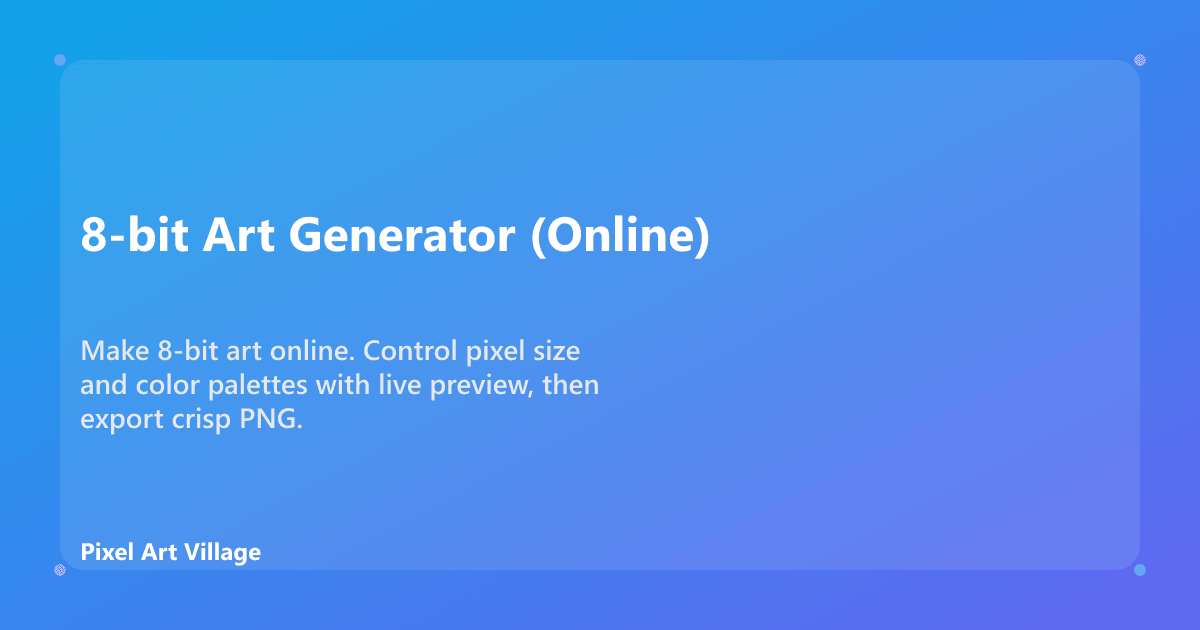 8-bit Art Generator (Online)
Make 8-bit art online. Control pixel size
and color palettes with live preview, then
export crisp PNG.
Pixel Art Village